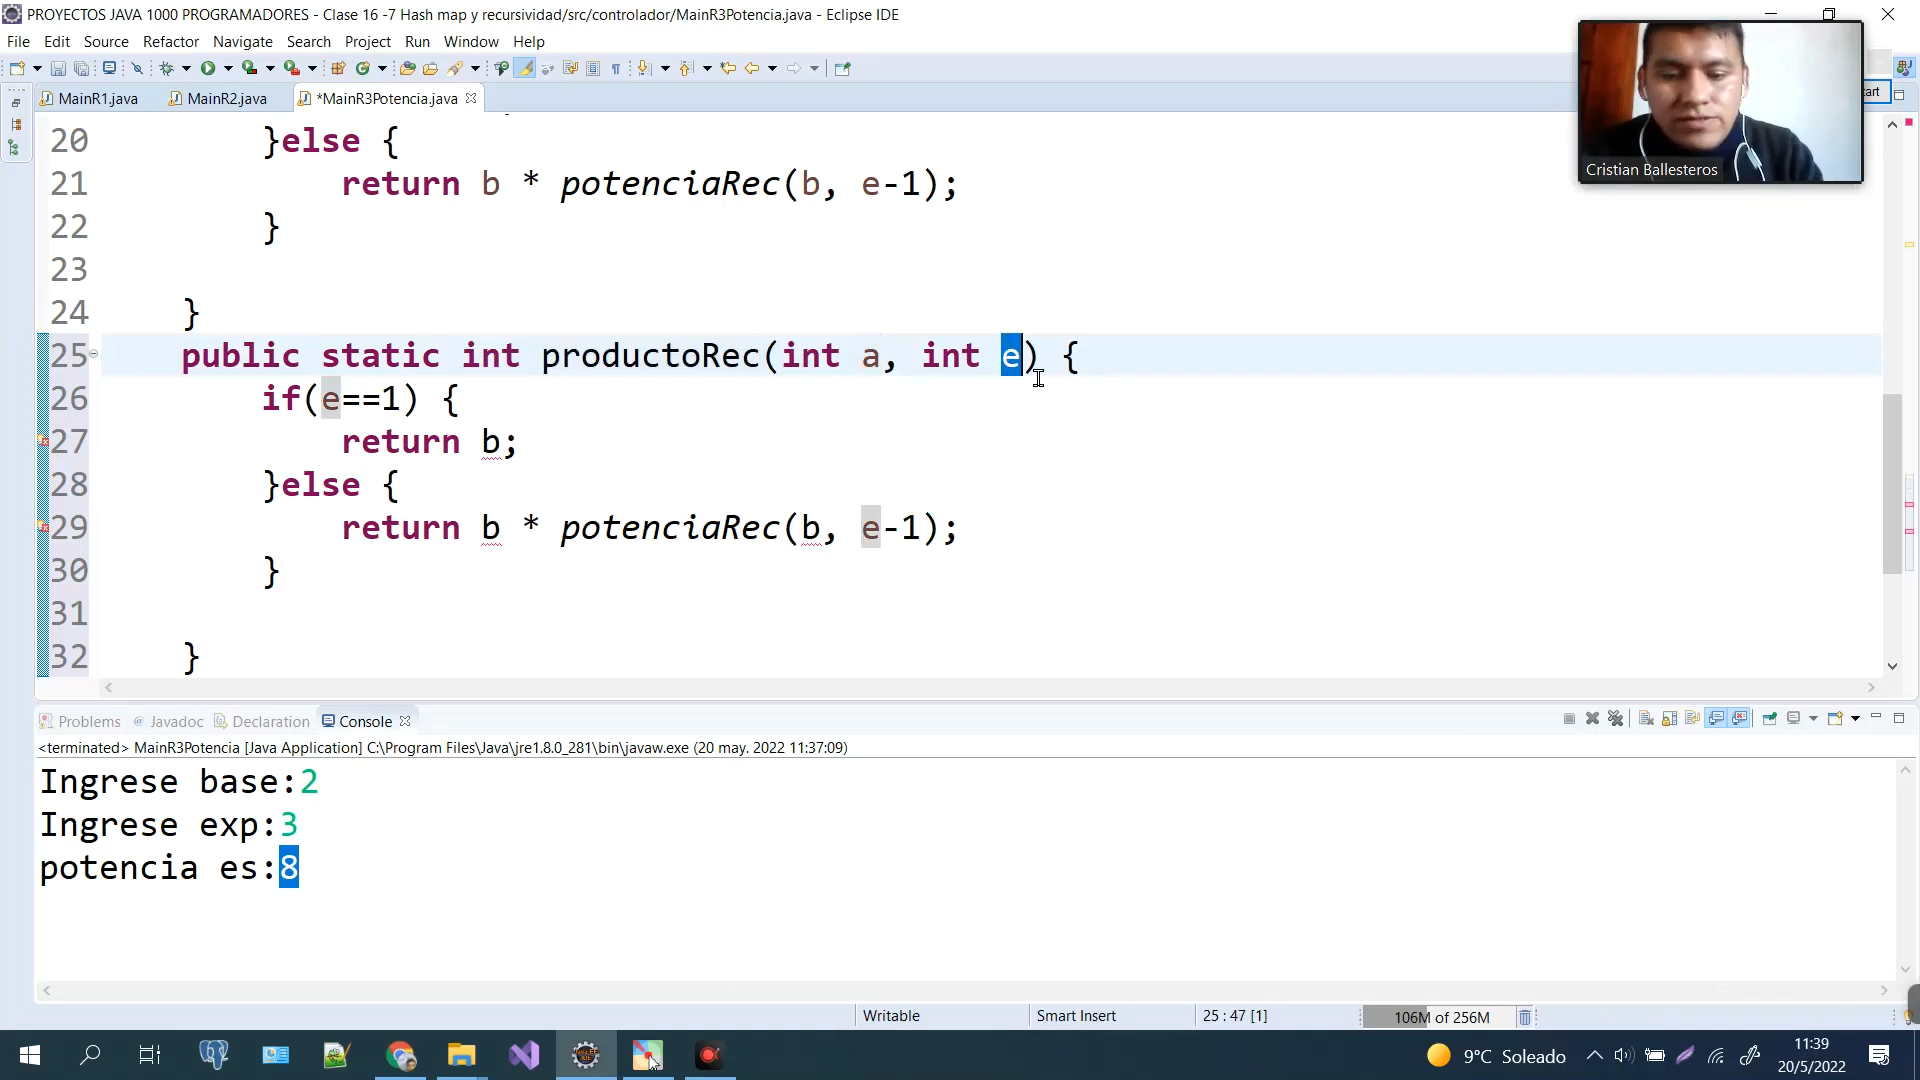 PROYECTOS JAVA 1000 PROGRAMADORES - Clase 16 -7 Hash map y recursividad/src/controlador/MainR3Potencia.java - Eclipse IDE
File Edit Source Refactor Navigate Search Project Run Window Help
MainR1.java MainR2.java *MainR3Potencia.java
Cristian Ballesteros
20 }else {
21 return b * potenciaRec(b, e-1);
22 }
23
24 }
25 public static int productoRec(int a, int e) {
26 if(e==1) {
27 return b;
28 }else {
29 return b * potenciaRec(b, e-1);
30 }
31
32 }
Problems @ Javadoc Declaration Console
<terminated> MainR3Potencia [Java Application] C:\Program Files\Java\jre1.8.0_281\bin\javaw.exe (20 may. 2022 11:37:09)
Ingrese base:2
Ingrese exp:3
potencia es:8
Writable Smart Insert 25 : 47 [1] 106M of 256M
9°C Soleado
11:39
20/5/2022